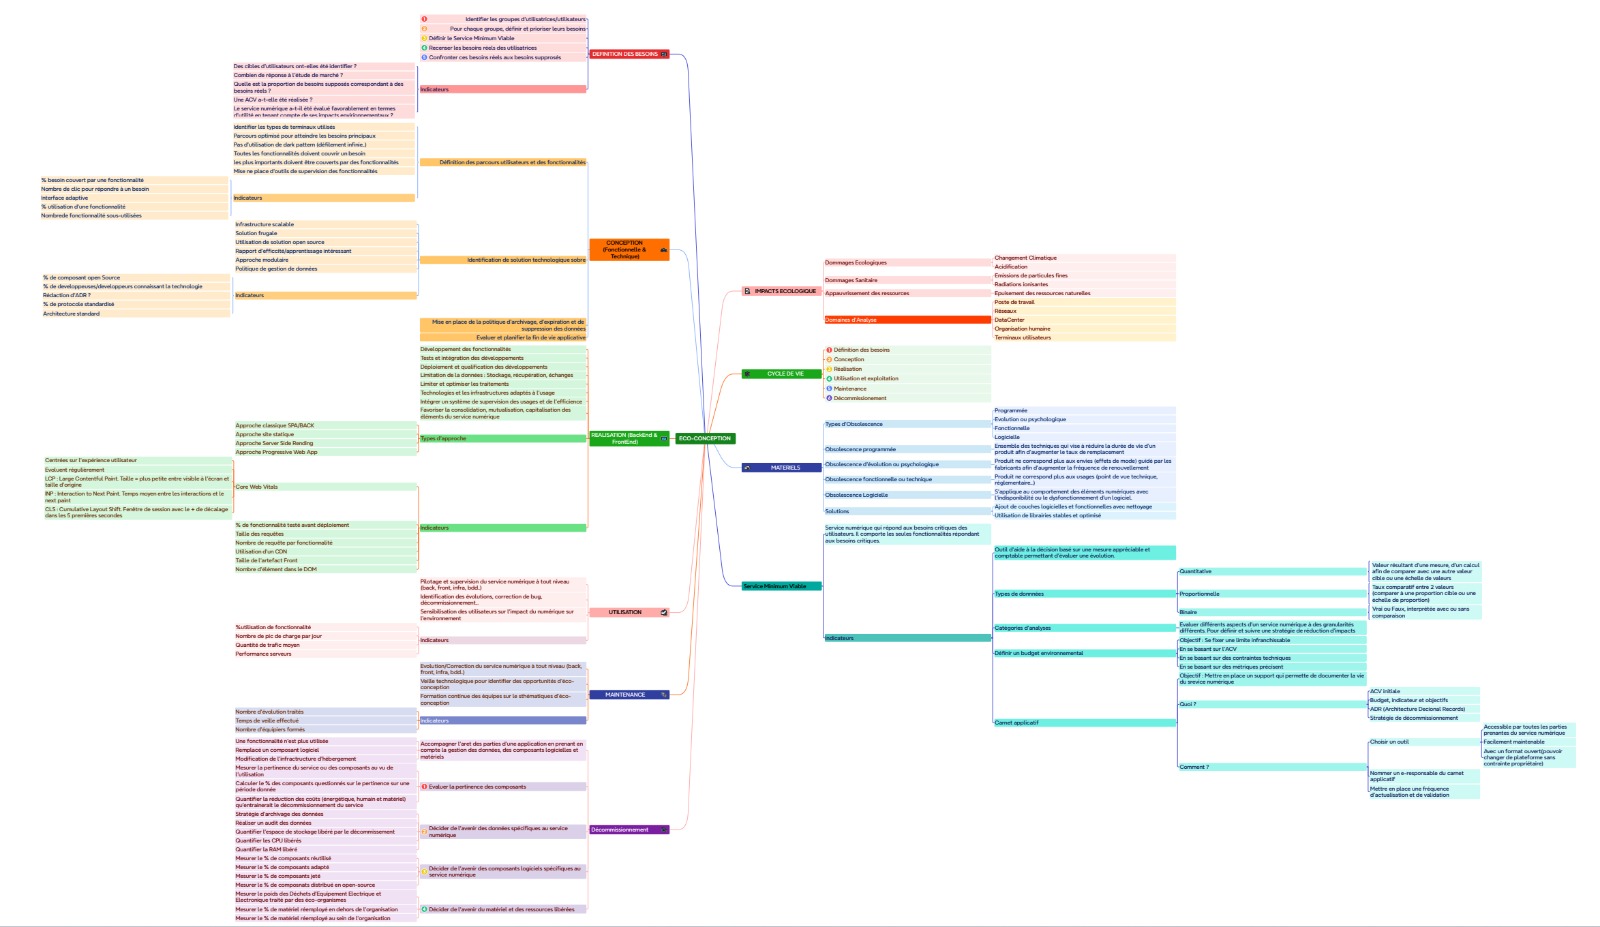 Identifier les groupes d'utilisatrices/utilisateurs
Pour chaque groupe, définir et prioriser leurs besoins
Définir le Service Minimum Viable
Recenser les besoins réels des utilisatrices
Confronter ces besoins réels aux besoins supposés
DEFINITION DES BESOINS
Des cibles d'utilisateurs ont-elles été identifier ?
Combien de réponse à l'étude de marché ?
Quelle est la proportion de besoins supposés correspondant à des
besoins réels ?
Une ACV a-t-elle été réalisée ?
Le service numérique a-t-il été évalué favorablement en termes
d'utilité en tenant compte de ses impacts environnementaux ?
Indicateurs
Identifier les types de terminaux utilisés
Parcours optimisé pour atteindre les besoins principaux
Pas d'utilisation de dark pattern (défilement infinie,)
Toutes les fonctionnalités doivent couvrir un besoin
les plus importants doivent être couverts par des fonctionnalités
Mise ne place d'outils de supervision des fonctionnalités
Définition des parcours utilisateurs et des fonctionnalités
% besoin couvert par une fonctionnalité
Nombre de clic pour répondre à un besoin
Interface adaptive
% utilisation d'une fonctionnalité
Nombrede fonctionnalité sous-utilisées
Indicateurs
CONCEPTION
(Fonctionnelle &
Technique)
Infrastructure scalable
Solution frugale
Utilisation de solution open source
Rapport d'efficcité/apprentissage intéressant
Approche modulaire
Politique de gestion de données
Identification de solution technologique sobre
% de composant open Source
% de developpeuses/developpeurs connaissant la technologie
Rédaction d'ADR ?
% de protocole standardisé
Architecture standard
Indicateurs
Mise en place de la politique d'archivage, d'expiration et de
suppression des données
Evaluer et planifier la fin de vie applicative
Développement des fonctionnalités
Tests et intégration des développements
Déploiement et qualification des développements
Limitation de la données : Stockage, récupération, échanges
Limiter et optimiser les traitements
Technologies et les infrastructures adaptés à l'usage
Intégrer un système de supervision des usages et de l'efficience
Favoriser la consolidation, mutualisation, capitalisation des
éléments du service numérique
Approche classique SPA/BACK
Approche site statique
Approche Server Side Rending
Approche Progressive Web App
Types d'approche
REALISATION (BackEnd &
FrontEnd)
ECO-CONCEPTION
Centrées sur l'expérience utilisateur
Evoluent régulièrement
LCP : Large Contentful Paint. Taille = plus petite entre visible à l'écran et
taille d'origine
INP : Interaction to Next Paint. Temps moyen entre les interactions et le
next paint
CLS : Cumulative Layout Shift. Fenêtre de session avec le + de décalage
dans les 5 premières secondes
Core Web Vitals
% de fonctionnalité testé avant déploiement
Taille des requêtes
Nombre de requête par fonctionnalité
Utilisation d'un CDN
Taille de l'artefact Front
Nombre d'élément dans le DOM
Indicateurs
Pilotage et supervision du service numérique à tout niveau
(back, front, infra, bdd..)
Identification des évolutions, correction de bug,
décommissionnement...
Sensibilisation des utilisateurs sur l'impact du numérique sur
l'environnement
UTILISATION
%utilisation de fonctionnalité
Nombre de pic de charge par jour
Quantité de trafic moyen
Performance serveurs
Indicateurs
Evolution/Correction du service numérique à tout niveau (back,
front, infra, bdd..)
Veille technologique pour identifier des opportunités d'éco-
conception
Formation continue des équipes sur le sthématiques d'éco-
conception
MAINTENANCE
Nombre d'évolution traités
Temps de veille effectué
Nombre d'équipiers formés
Indicateurs
Accompagner l'aret des parties d'une application en prenant en
compte la gestion des données, des composants logicielles et
matériels
Une fonctionnalité n'est plus utilisée
Remplacé un composant logiciel
Modification de l'infrastructure d'hébergement
Mesurer la pertinence du service ou des composants au vu de
l'utilisation
Calculer le % des composants questionnés sur le pertinence sur une
période donnée
Quantifier la réduction des coûts (énergétique, humain et matériel)
qu'entrainerait le décommissionnement du service
Evaluer la pertinence des composants
Stratégie d'archivage des données
Réaliser un audit des données
Quantifier l'espace de stockage libéré par le décommissement
Quantifier les CPU libérés
Quantifier la RAM libéré
Décider de l'avenir des données spécifiques au service
numérique
Décommissionnement
Mesurer le % de composants réutilisé
Mesurer le % de composants adapté
Mesurer le % de composants jeté
Mesurer le % de composnats distribué en open-source
Décider de l'avenir des composants logiciels spécifiques au
service numérique
Mesurer le poids des Déchets d'Equipement Electrique et
Electronique traité par des éco-organismes
Mesurer le % de matériel réemployé en dehors de l'organisation
Mesurer le % de matériel réemployé au sein de l'organisation
Décider de l'avenir du matériel et des ressources libérées
IMPACTS ECOLOGIQUE
Dommages Ecologiques
Changement Climatique
Acidification
Dommages Sanitaire
Emissions de particules fines
Radiations ionisantes
Appauvrissement des ressources
Epuisement des ressources naturelles
Domaines d'Analyse
Poste de travail
Réseaux
DataCenter
Organisation humaine
Terminaux utilisateurs
CYCLE DE VIE
Définition des besoins
Conception
Réalisation
Utilisation et exploitation
Maintenance
Décommissionement
MATERIELS
Types d'Obsolescence
Programmée
Evolution ou psychologique
Fonctionnelle
Logicielle
Obsolescence programmée
Ensemble des techniques qui vise à réduire la durée de vie d'un
produit afin d'augmenter le taux de remplacement
Obsolescence d'évolution ou psychologique
Produit ne correspond plus aux envies (effets de mode) guidé par les
fabricants afin d'augmenter la fréquence de renouvellement
Obsolescence fonctionnelle ou technique
Produit ne correspond plus aux usages (point de vue technique,
réglementaire..)
Obsolescence Logicielle
S'applique au comportement des éléments numériques avec
l'indisponibilité ou le dysfonctionnement d'un logiciel.
Solutions
Ajout de couches logicielles et fonctionnelles avec nettoyage
Utilisation de librairies stables et optimisé
Service Minimum Viable
Service numérique qui répond aux besoins critiques des
utilisateurs. Il comporte les seules fonctionnalités répondant
aux besoins critiques.
Indicateurs
Outil d'aide à la décision basé sur une mesure appréciable et
comptable permettant d'évaluer une évolution.
Types de données
Quantitative
Valeur résultant d'une mesure, d'un calcul
afin de comparer avec une autre valeur
cible ou une échelle de valeurs
Proportionnelle
Taux comparatif entre 2 valeurs
(comparer à une proportion cible ou une
échelle de proportion)
Binaire
Vrai ou Faux, interprétée avec ou sans
comparaison
Catégories d'analyses
Evaluer différents aspects d'un service numérique à des granularités
différents. Pour définir et suivre une stratégie de réduction d'impacts
Définir un budget environnemental
Objectif : Se fixer une limite infranchissable
En se basant sur l'ACV
En se basant sur des contraintes techniques
En se basant sur des métriques précisent
Carnet applicatif
Objectif : Mettre en place un support qui permette de documenter la vie
du srevice numérique
Quoi ?
ACV initiale
Budget, indicateur et objectifs
ADR (Architecture Decional Records)
Stratégie de décommissionnement
Comment ?
Choisir un outil
Accessible par toutes les parties
prenantes du service numérique
Facilement maintenable
Avec un format ouvert(pouvoir
changer de plateforme sans
contrainte propriétaire)
Nommer un e-responsable du carnet
applicatif
Mettre en place une fréquence
d'actualisation et de validation